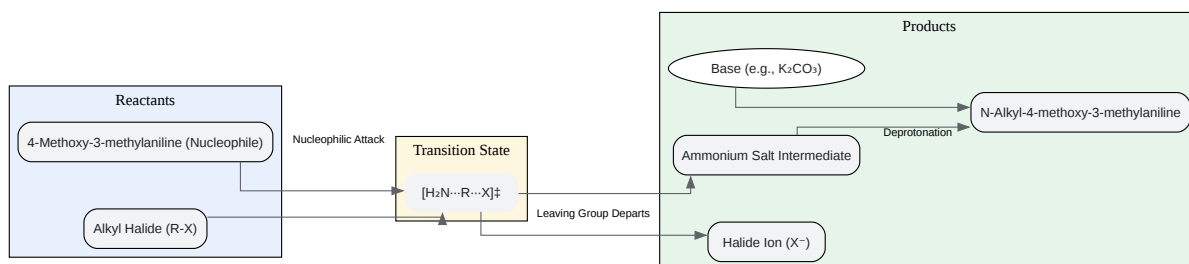 Reactants
4-Methoxy-3-methylaniline (Nucleophile)
Alkyl Halide (R-X)
Nucleophilic Attack
Transition State
[H₂N···R···X]‡
Leaving Group Departs
Products
Base (e.g., K₂CO₃)
Ammonium Salt Intermediate
Deprotonation
N-Alkyl-4-methoxy-3-methylaniline
Halide Ion (X⁻)